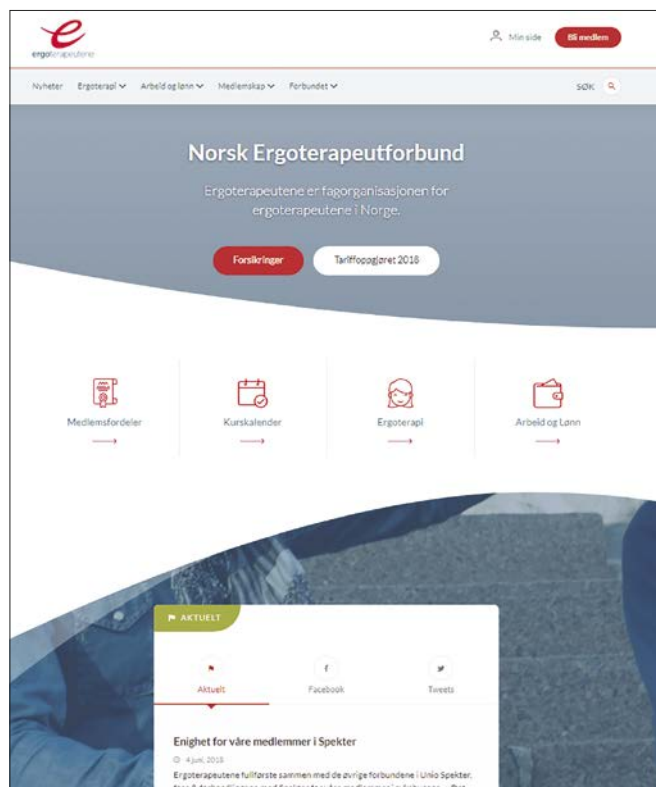 ergoterapeutene
Min side
Bli medlem
Nyheter Ergoterapi Arbeid og lønn Medlemskap Forbundet SØK
Norsk Ergoterapeutforbund
Ergoterapeutene er fagorganisasjonen for
ergoterapeutene i Norge.
Forsikringer Tariffoppgjøret 2018
Medlemsfordeler Kurskalender Ergoterapi Arbeid og Lønn
AKTUELT
Aktuelt Facebook Tweets
Enighet for våre medlemmer i Spekter
4 juni, 2018
Ergoterapeutene fullførte sammen med de øvrige forbundene i Unio Spekter,